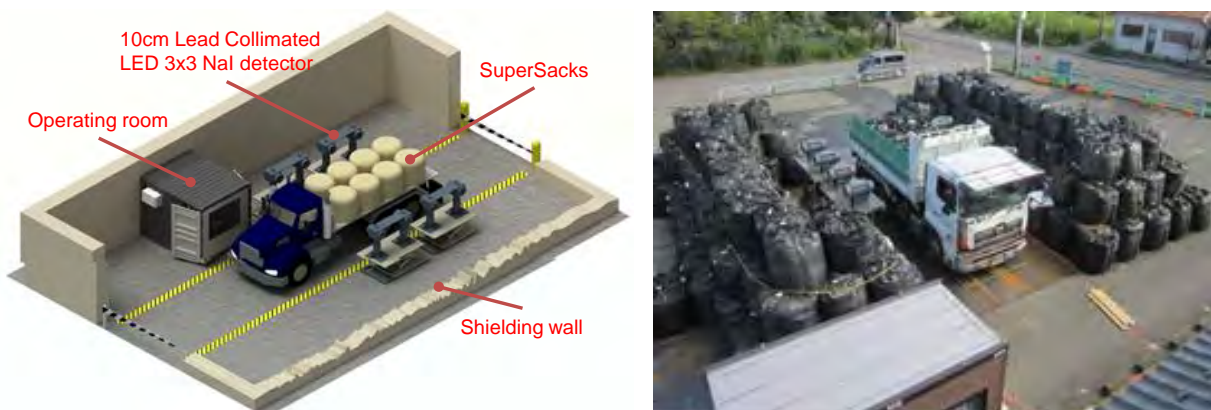 10cm Lead Collimated
LED 3x3 NaI detector
SuperSacks
Operating room
Shielding wall